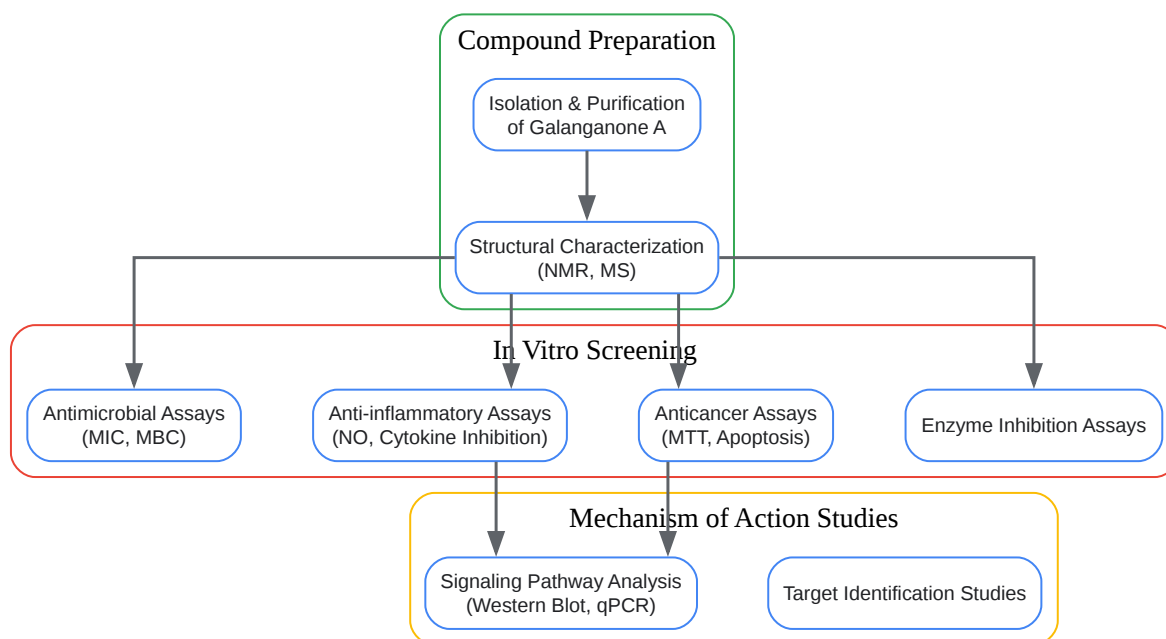 Compound Preparation
Isolation & Purification
of Galanganone A
Structural Characterization
(NMR, MS)
In Vitro Screening
Antimicrobial Assays
(MIC, MBC)
Anti-inflammatory Assays
(NO, Cytokine Inhibition)
Anticancer Assays
(MTT, Apoptosis)
Enzyme Inhibition Assays
Mechanism of Action Studies
Signaling Pathway Analysis
(Western Blot, qPCR)
Target Identification Studies